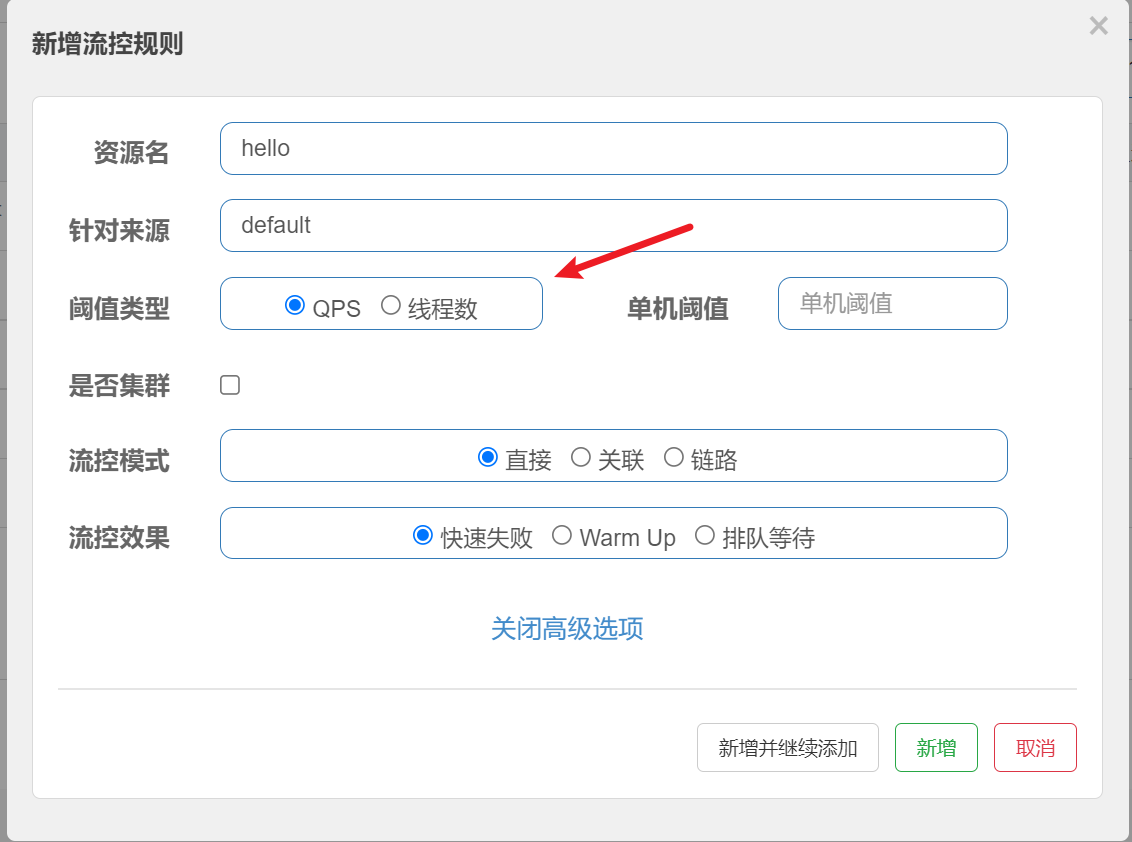 新增流控规则
×
资源名 hello
针对来源 default
阈值类型 QPS 线程数 单机阈值 单机阈值
是否集群
流控模式 直接 关联 链路
流控效果 快速失败 Warm Up 排队等待
关闭高级选项
新增并继续添加 新增 取消